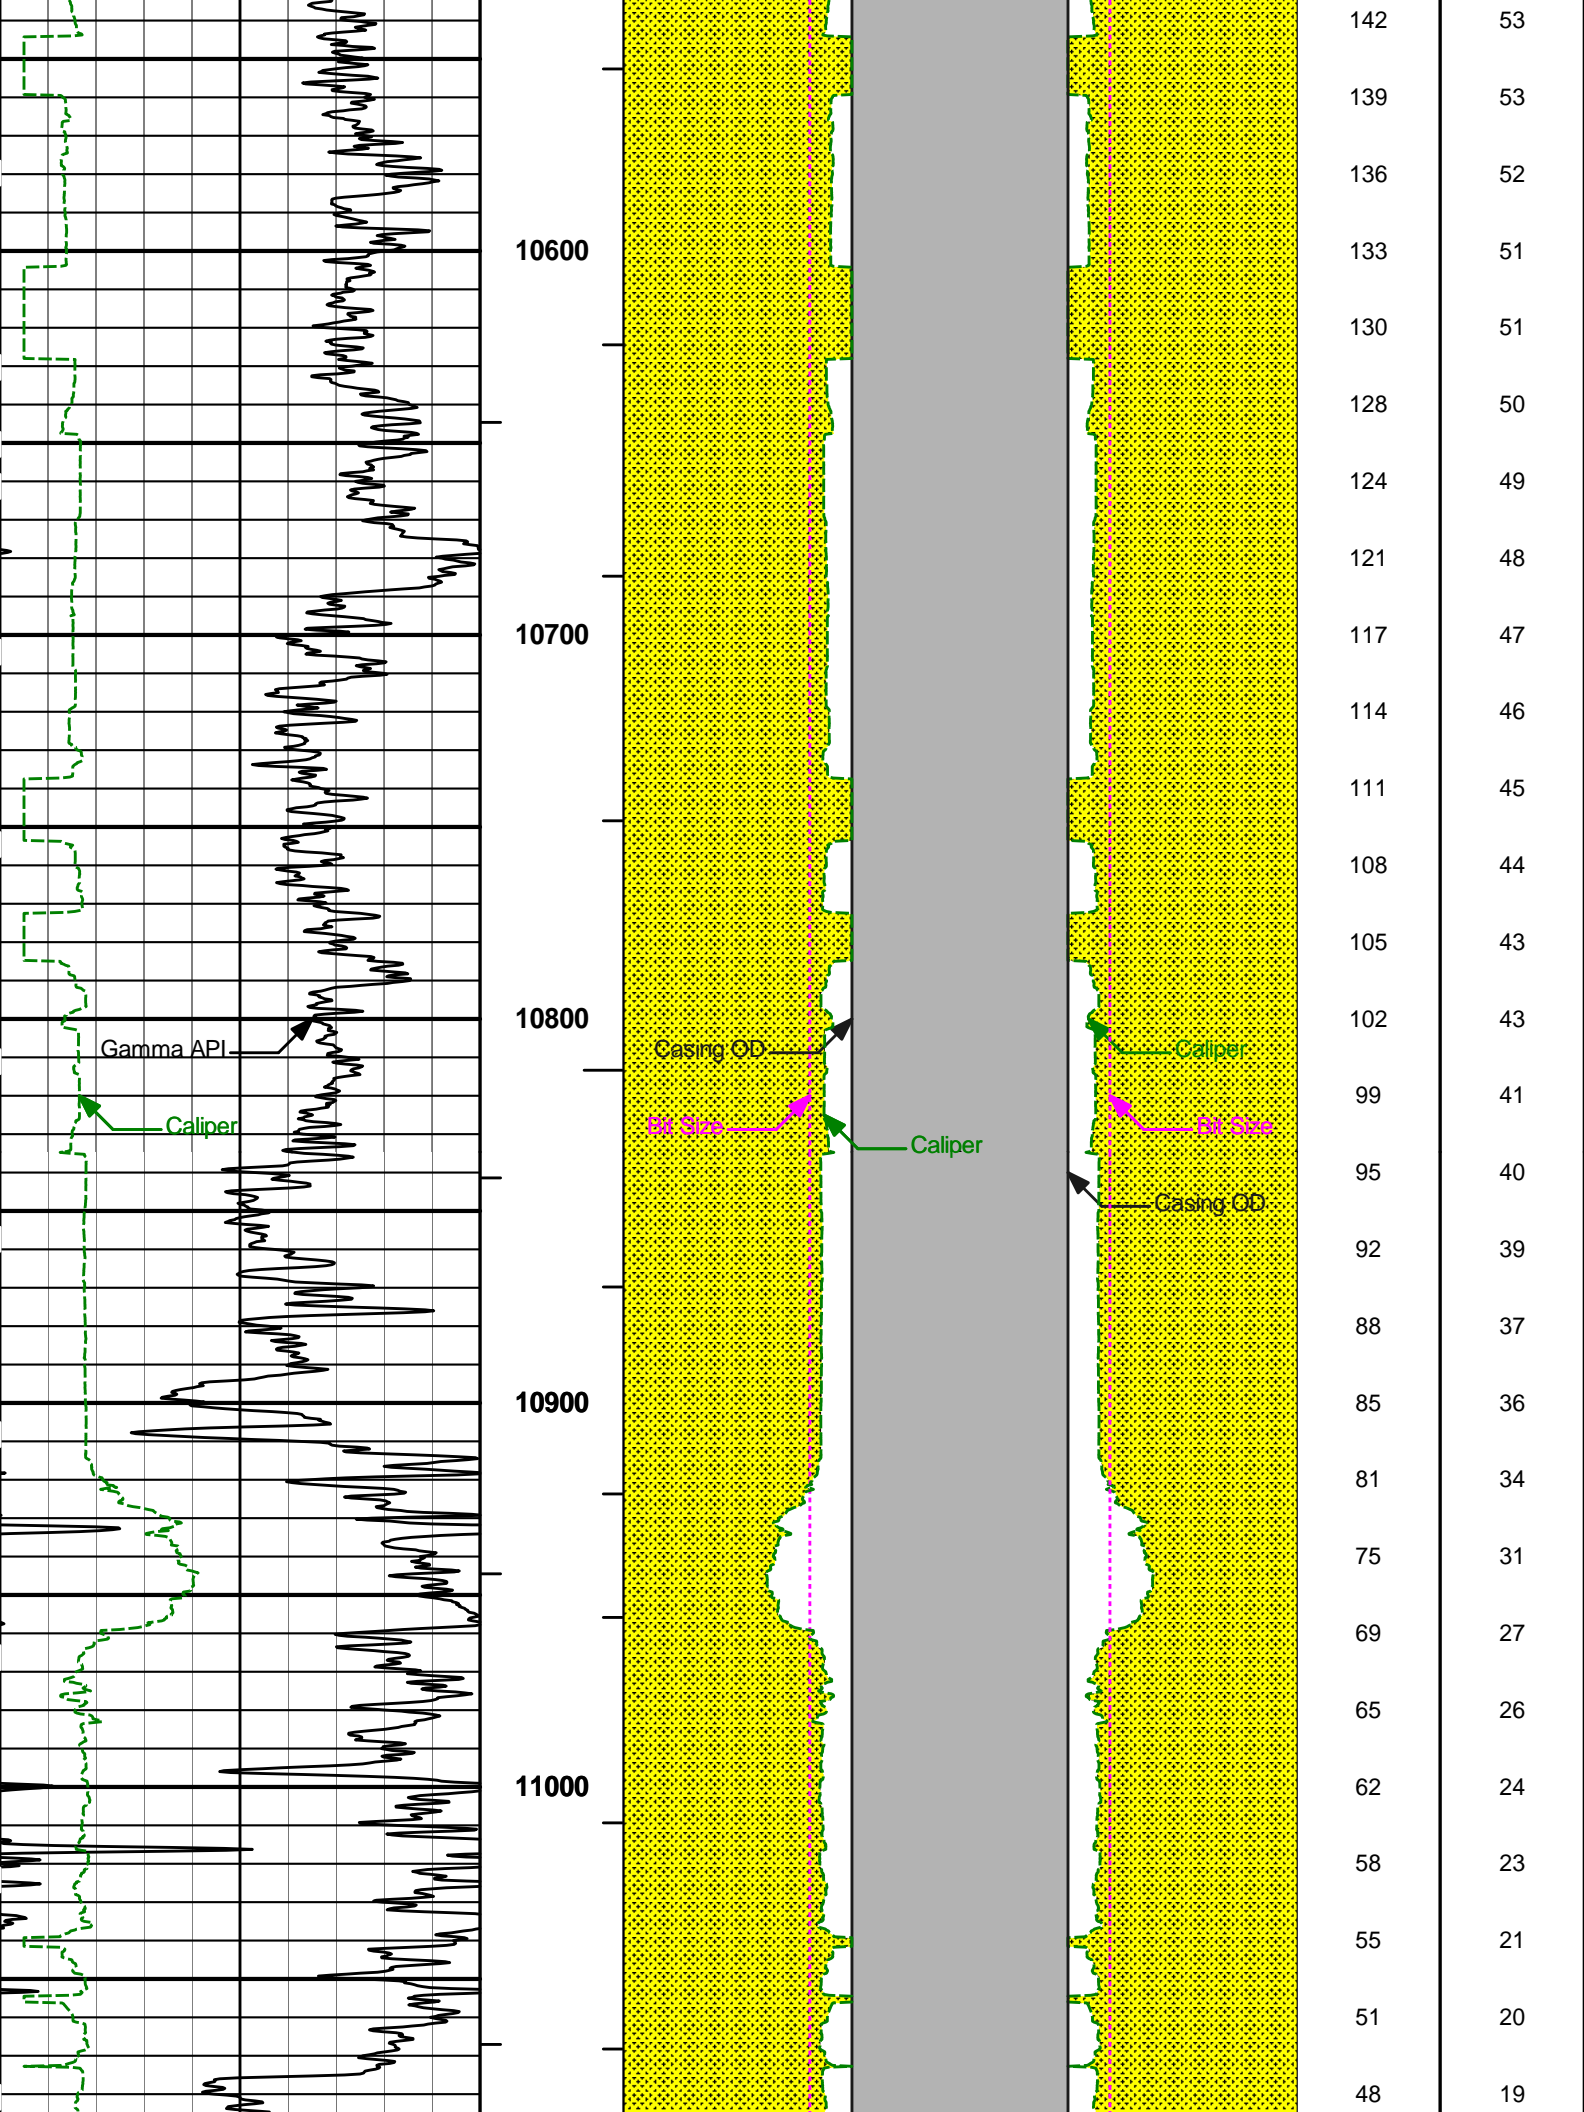 142 53
139 53
136 52
10600 133 51
130 51
128 50
124 49
121 48
10700 117 47
114 46
111 45
108 44
105 43
10800 102 43
Gamma API Casing OD Caliper
99 41
Caliper Bit Size Bit Size
Caliper
95 40
Casing OD
92 39
88 37
10900 85 36
81 34
75 31
69 27
65 26
11000 62 24
58 23
55 21
51 20
48 19